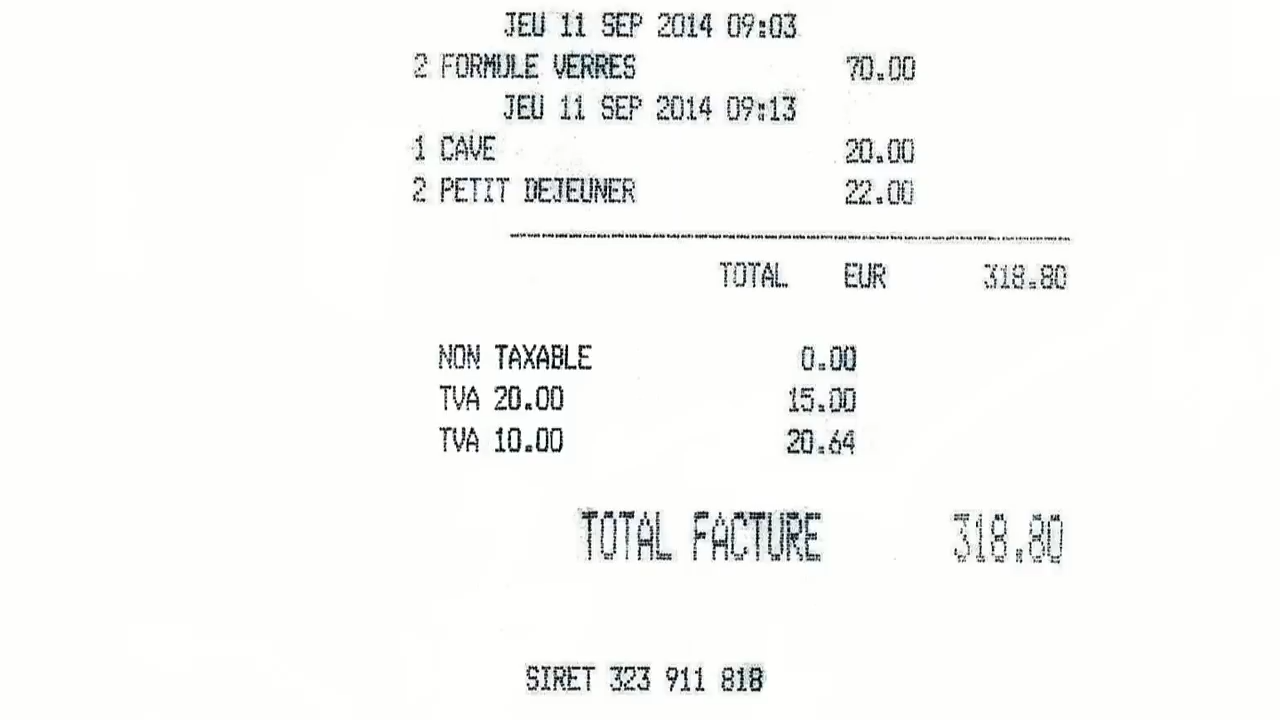 JEU 11 SEP 2014 09:03
2 FORMULE VERRES 70.00
JEU 11 SEP 2014 09:13
1 CAVE 20.00
2 PETIT DEJEUNER 22.00
TOTAL EUR 318.80
NON TAXABLE 0.00
TVA 20.00 15.00
TVA 10.00 20.64
TOTAL FACTURE 318.80
SIRET 323 911 818